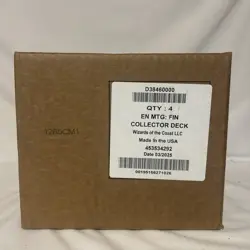 D38460000
QTY : 4
EN MTG: FIN
COLLECTOR DECK
Wizards of the Coast LLC
Made in the USA
453534292
Date 03/2025